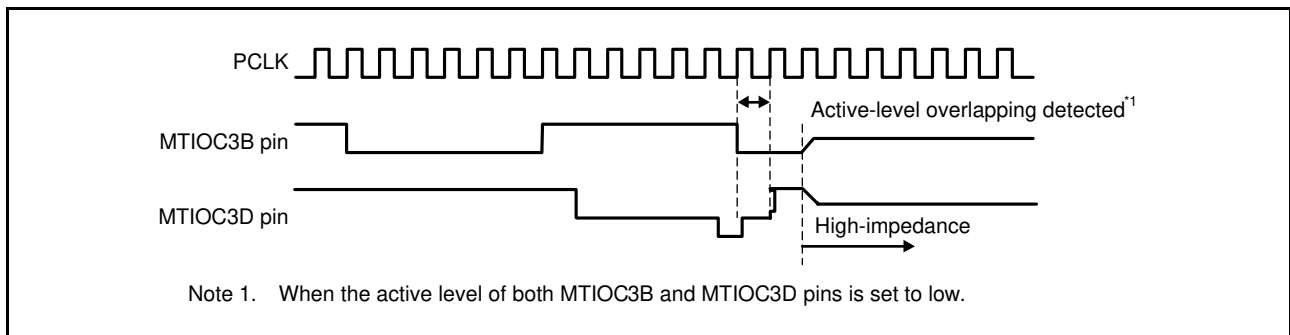 PCLK
Active-level overlapping detected*1
MTIOC3B pin
MTIOC3D pin
High-impedance
Note 1. When the active level of both MTIOC3B and MTIOC3D pins is set to low.